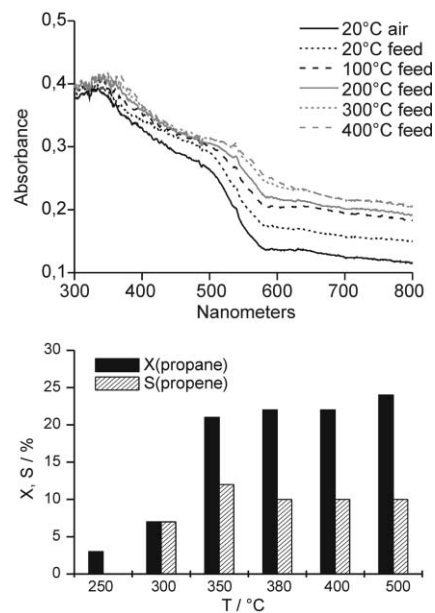 0,5
0,4
0,3
0,2
0,1
Absorbance
20°C air
20°C feed
100°C feed
200°C feed
300°C feed
400°C feed
300 400 500 600 700 800
Nanometers
30
25
20
15
10
5
0
X, S / %
X(propane)
S(propene)
250 300 350 380 400 500
T / °C